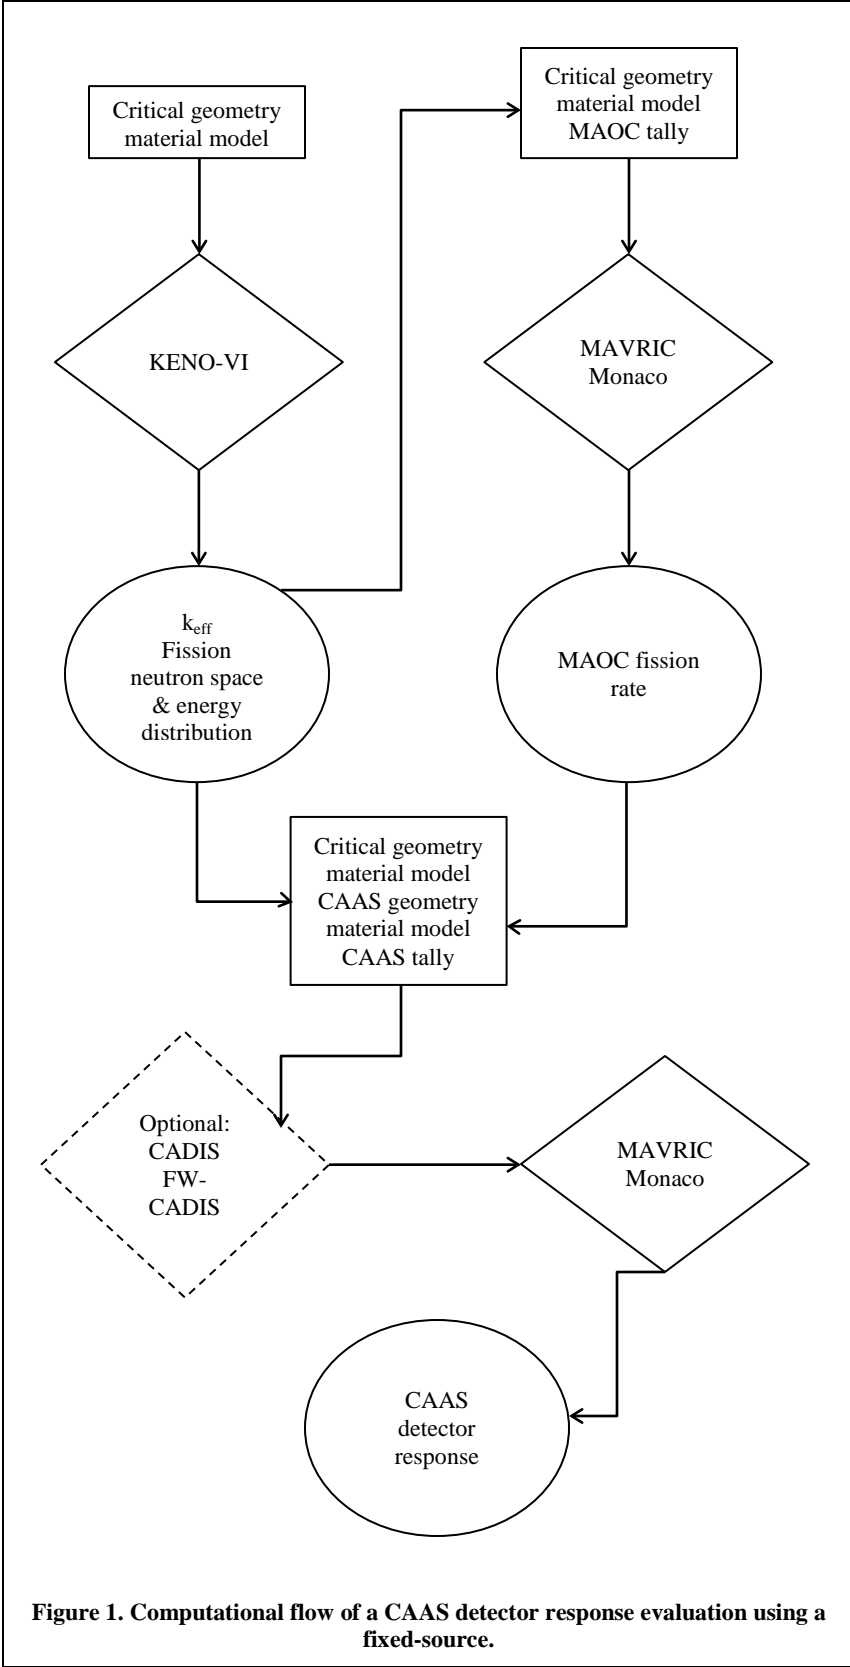 Critical geometry
material model
Critical geometry
material model
MAOC tally
KENO-VI
MAVRIC
Monaco
keff
Fission
neutron space
& energy
distribution
MAOC fission
rate
Critical geometry
material model
CAAS geometry
material model
CAAS tally
Optional:
CADIS
FW-
CADIS
MAVRIC
Monaco
CAAS
detector
response
Figure 1. Computational flow of a CAAS detector response evaluation using a
fixed-source.